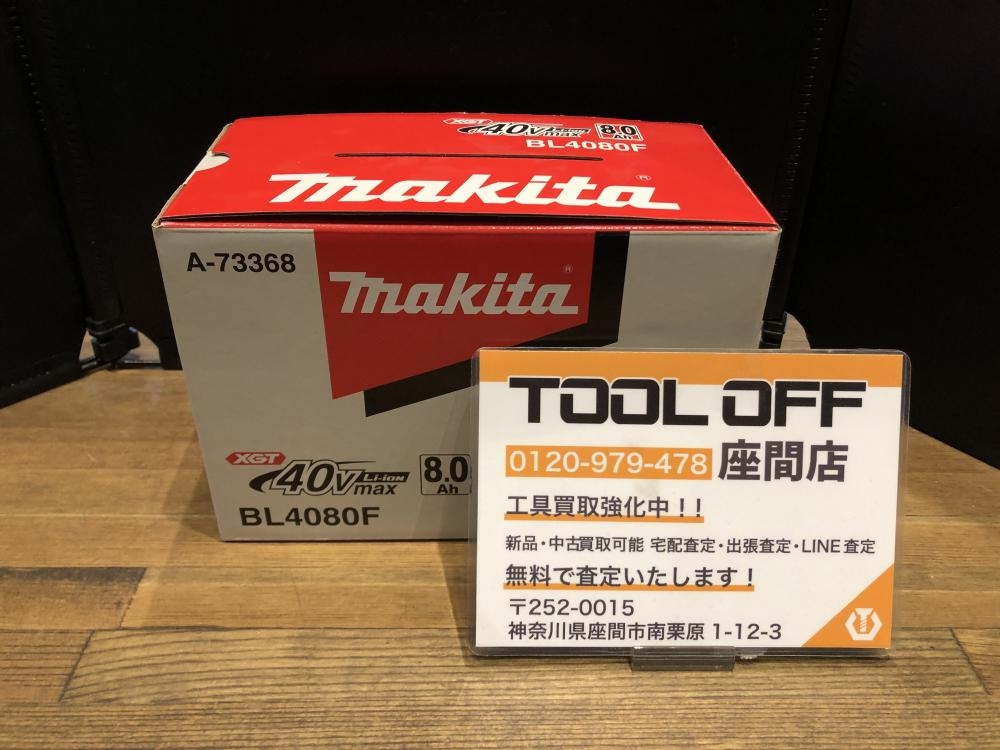 XGT 40Vmax Li-ion 8.0 Ah
BL4080F
makita®
A-73368
makita®
XGT 40Vmax Li-ion 8.0 Ah
BL4080F
TOOL OFF
0120-979-478 座間店
工具買取強化中!!
新品・中古買取可能 宅配査定・出張査定・LINE査定
無料で査定いたします!
〒252-0015
神奈川県座間市南栗原1-12-3